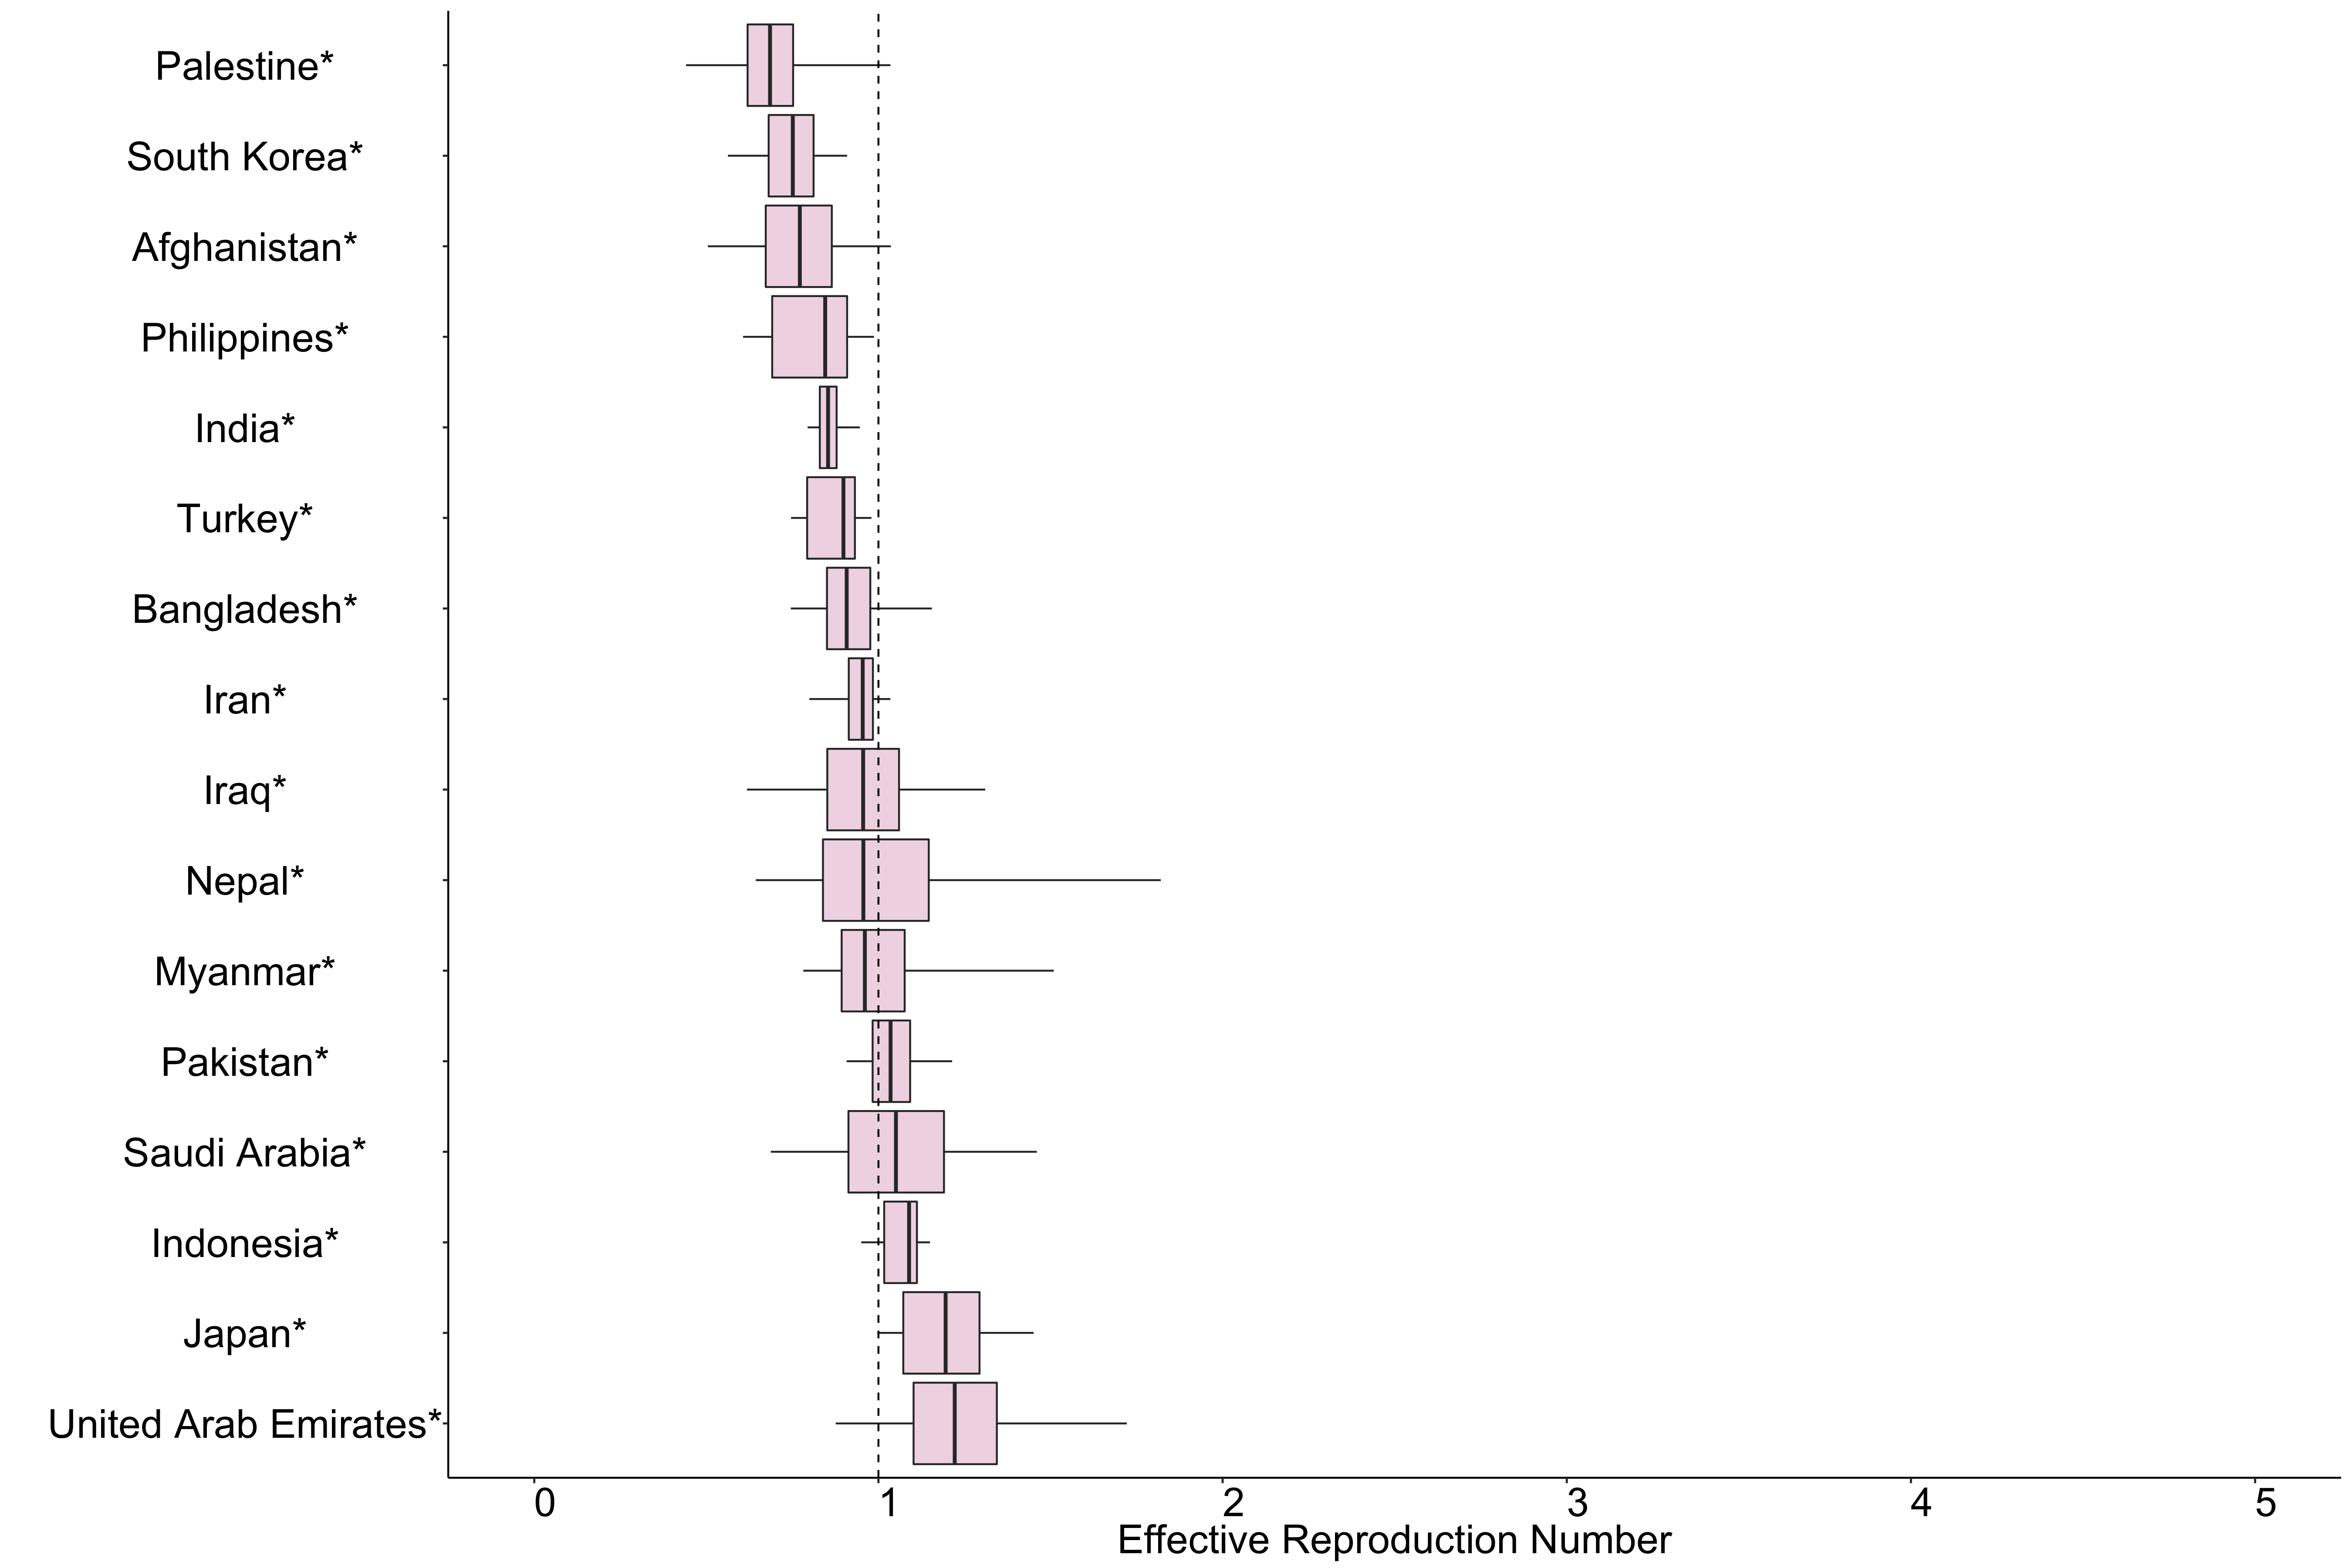 Palestine*
South Korea*
Afghanistan*
Philippines*
India*
Turkey*
Bangladesh*
Iran*
Iraq*
Nepal*
Myanmar*
Pakistan*
Saudi Arabia*
Indonesia*
Japan*
United Arab Emirates*
0 1 2 3 4 5
Effective Reproduction Number